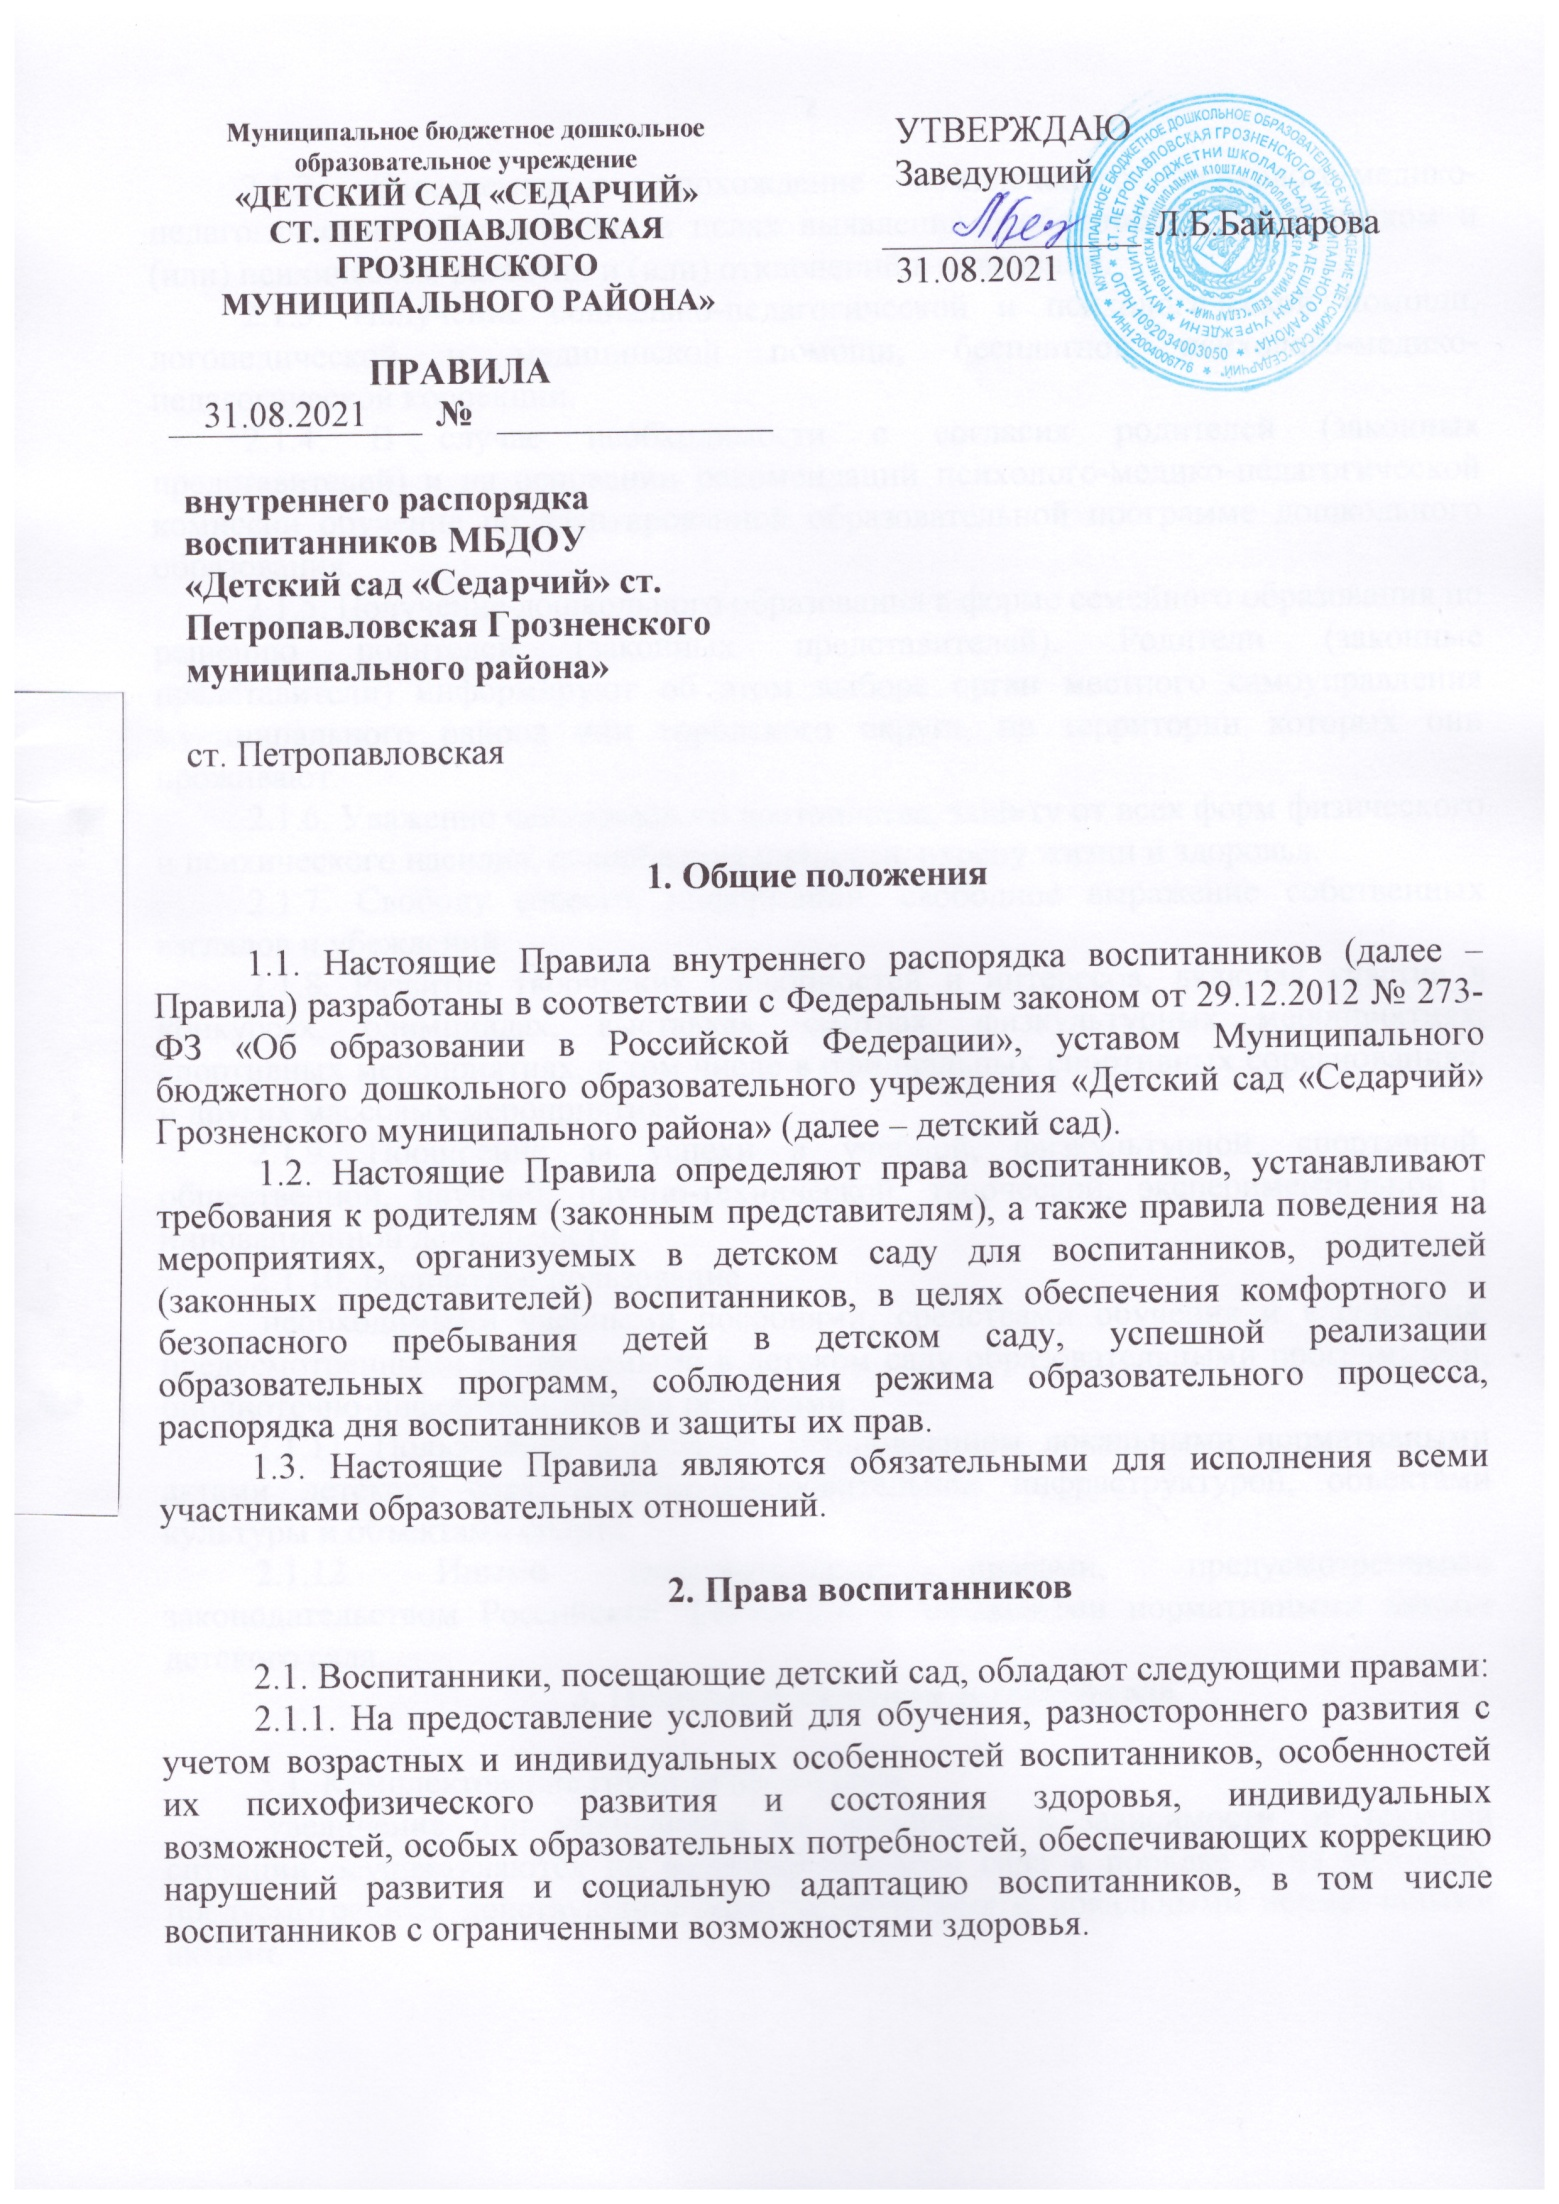 Муниципальное бюджетное дошкольное
образовательное учреждение
«ДЕТСКИЙ САД «СЕДАРЧИЙ»
СТ. ПЕТРОПАВЛОВСКАЯ
ГРОЗНЕНСКОГО
МУНИЦИПАЛЬНОГО РАЙОНА»
ПРАВИЛА
31.08.2021 №
внутреннего распорядка
воспитанников МБДОУ
«Детский сад «Седарчий» ст.
Петропавловская Грозненского
муниципального района»
ст. Петропавловская
УТВЕРЖДАЮ
Заведующий
Л.Б.Байдарова
31.08.2021
ОГРН 1092034003050
ИНН 2004006776
1. Общие положения
1.1. Настоящие Правила внутреннего распорядка воспитанников (далее –
Правила) разработаны в соответствии с Федеральным законом от 29.12.2012 № 273-
ФЗ «Об образовании в Российской Федерации», уставом Муниципального
бюджетного дошкольного образовательного учреждения «Детский сад «Седарчий»
Грозненского муниципального района» (далее – детский сад).
1.2. Настоящие Правила определяют права воспитанников, устанавливают
требования к родителям (законным представителям), а также правила поведения на
мероприятиях, организуемых в детском саду для воспитанников, родителей
(законных представителей) воспитанников, в целях обеспечения комфортного и
безопасного пребывания детей в детском саду, успешной реализации
образовательных программ, соблюдения режима образовательного процесса,
распорядка дня воспитанников и защиты их прав.
1.3. Настоящие Правила являются обязательными для исполнения всеми
участниками образовательных отношений.
2. Права воспитанников
2.1. Воспитанники, посещающие детский сад, обладают следующими правами:
2.1.1. На предоставление условий для обучения, разностороннего развития с
учетом возрастных и индивидуальных особенностей воспитанников, особенностей
их психофизического развития и состояния здоровья, индивидуальных
возможностей, особых образовательных потребностей, обеспечивающих коррекцию
нарушений развития и социальную адаптацию воспитанников, в том числе
воспитанников с ограниченными возможностями здоровья.